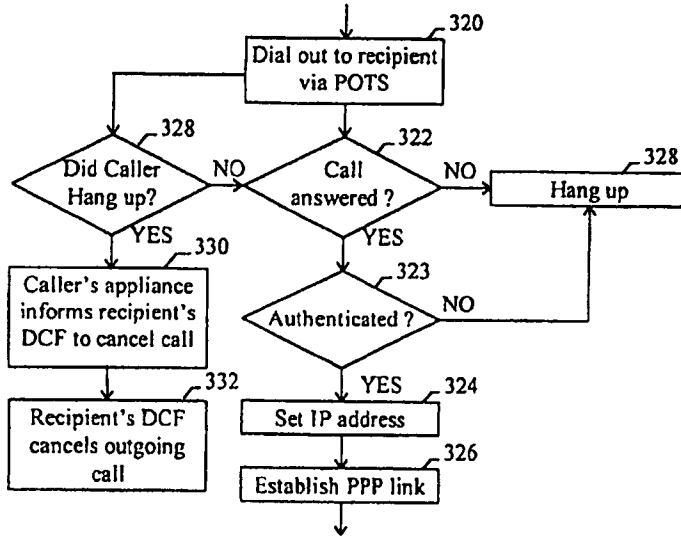 320
Dial out to recipient
via POTS
328
Did Caller
Hang up?
NO
322
Call
answered ?
NO
328
Hang up
YES
YES
330
Caller's appliance
informs recipient's
DCF to cancel call
323
Authenticated ?
NO
332
Recipient's DCF
cancels outgoing
call
YES
324
Set IP address
326
Establish PPP link